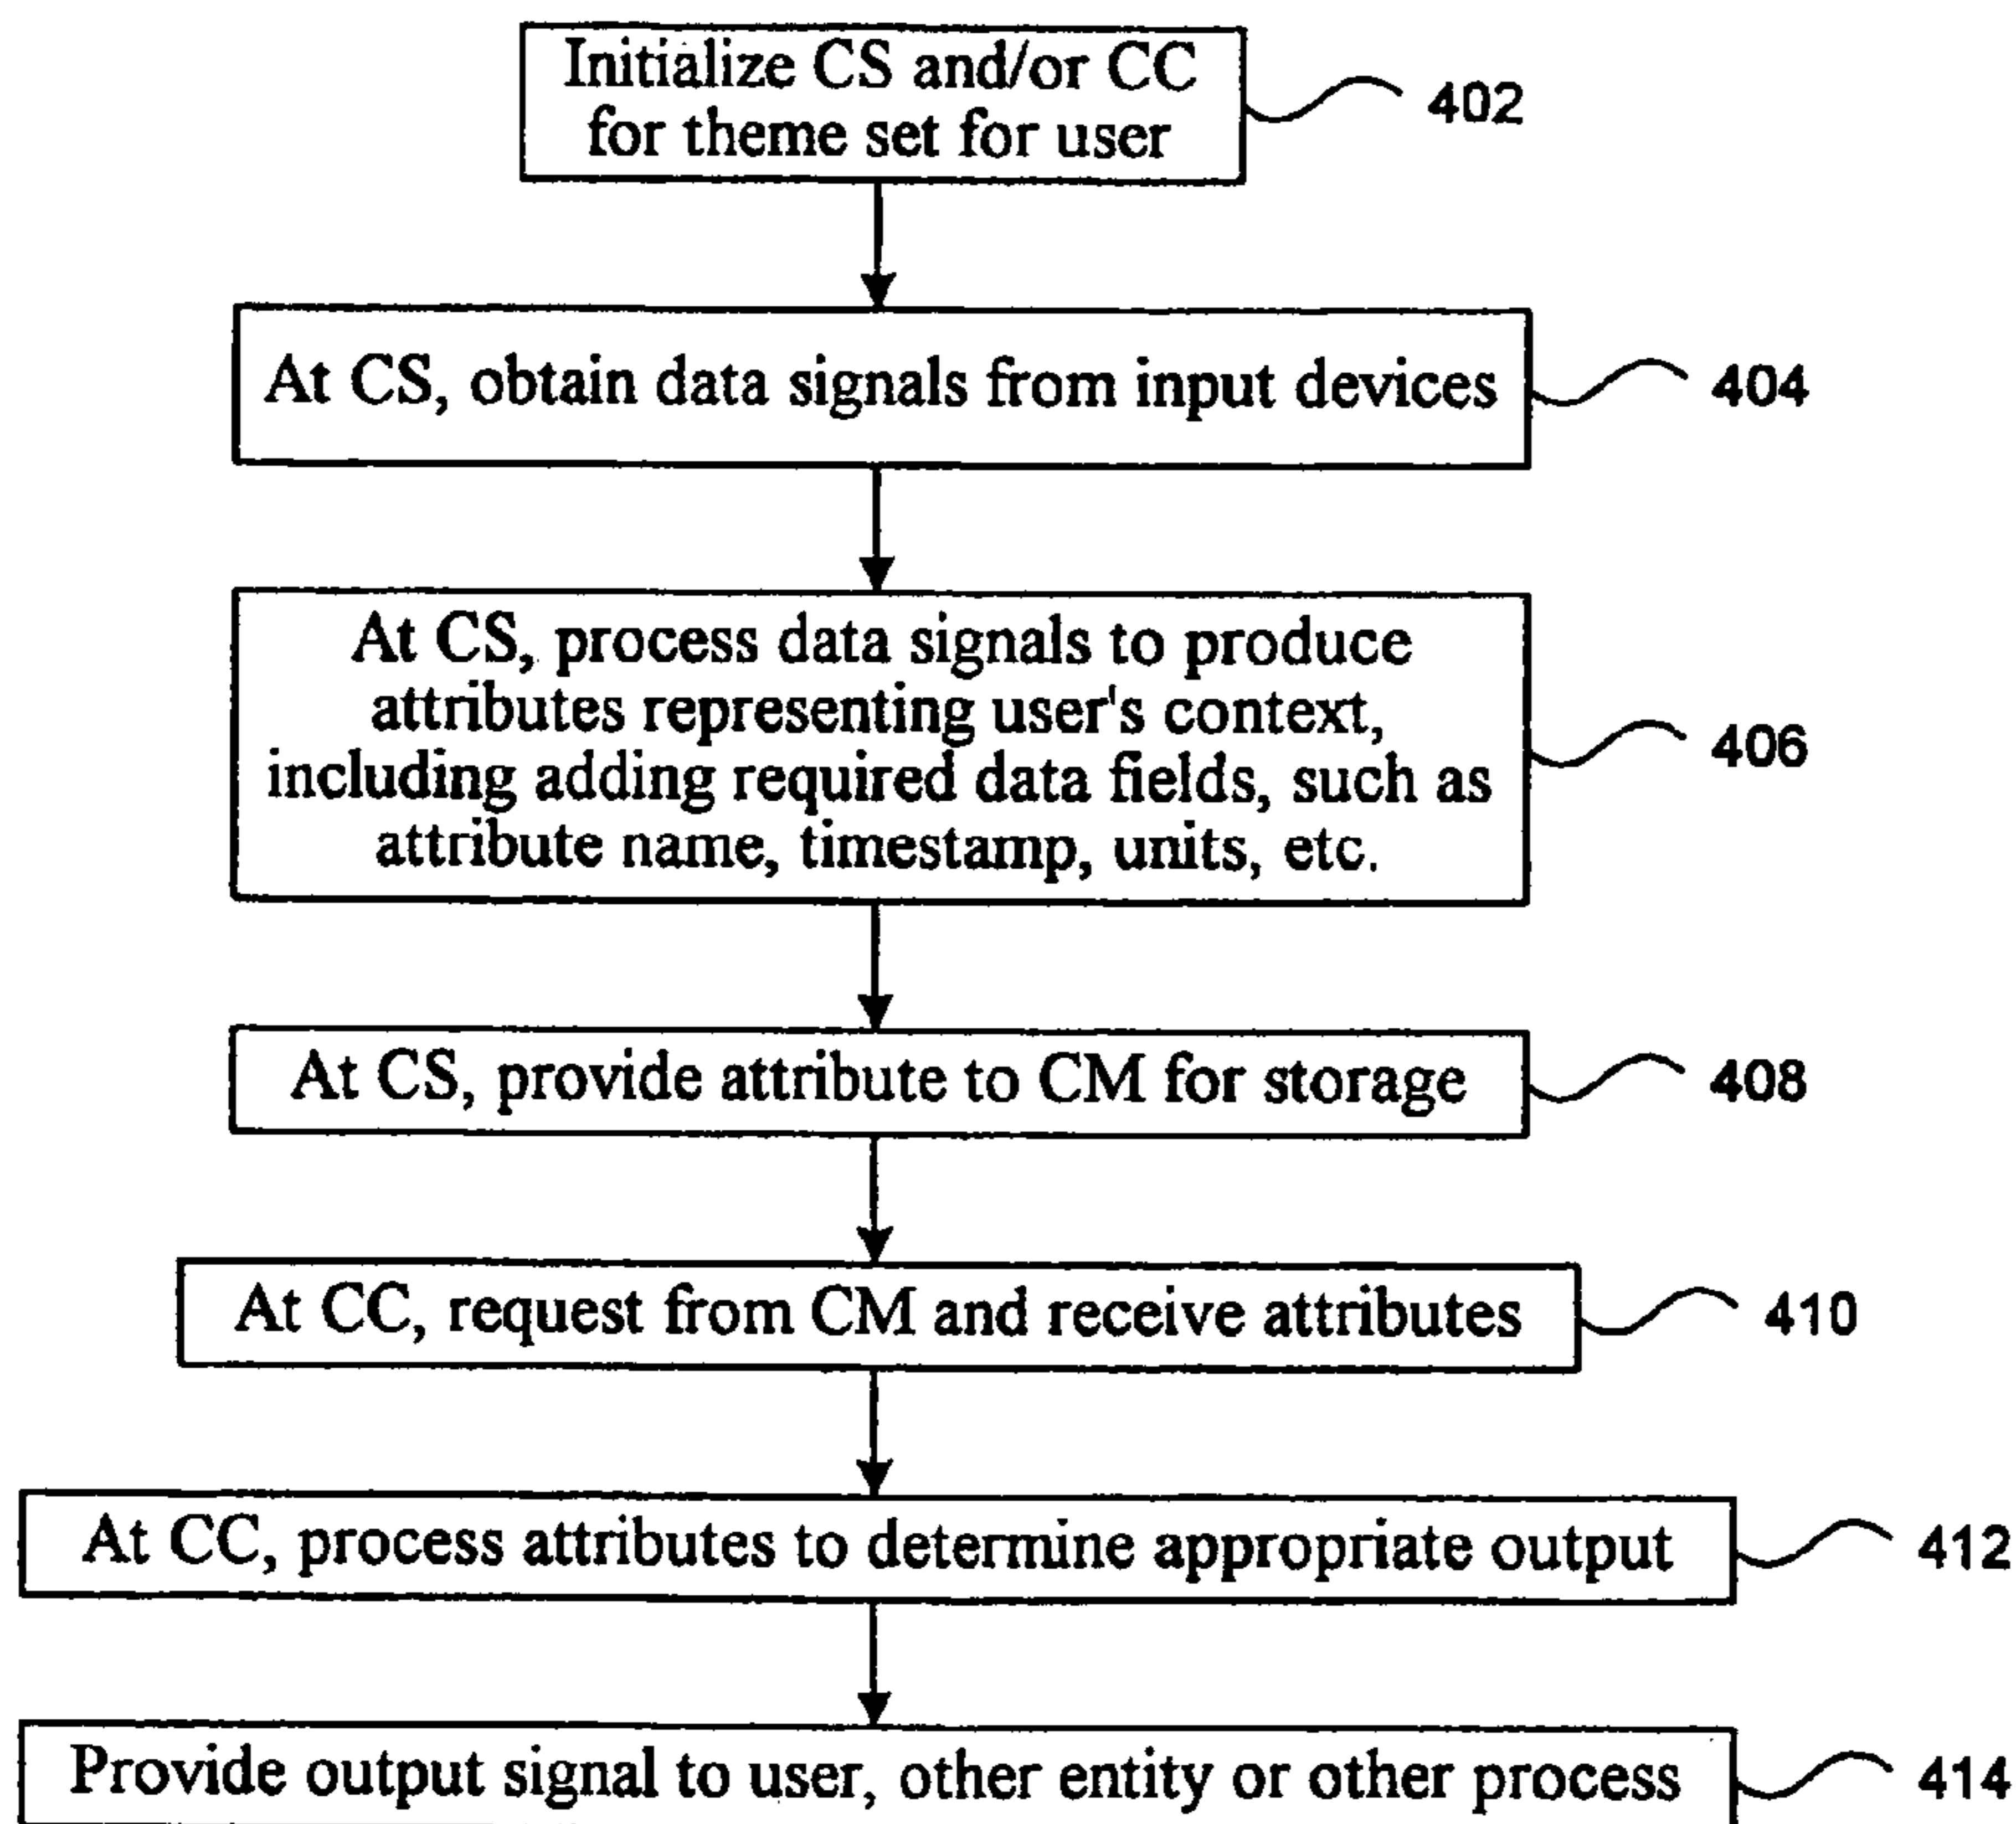 Initialize CS and/or CC
for theme set for user
402
At CS, obtain data signals from input devices
404
At CS, process data signals to produce
attributes representing user's context,
including adding required data fields, such as
attribute name, timestamp, units, etc.
406
At CS, provide attribute to CM for storage
408
At CC, request from CM and receive attributes
410
At CC, process attributes to determine appropriate output
412
Provide output signal to user, other entity or other process
414